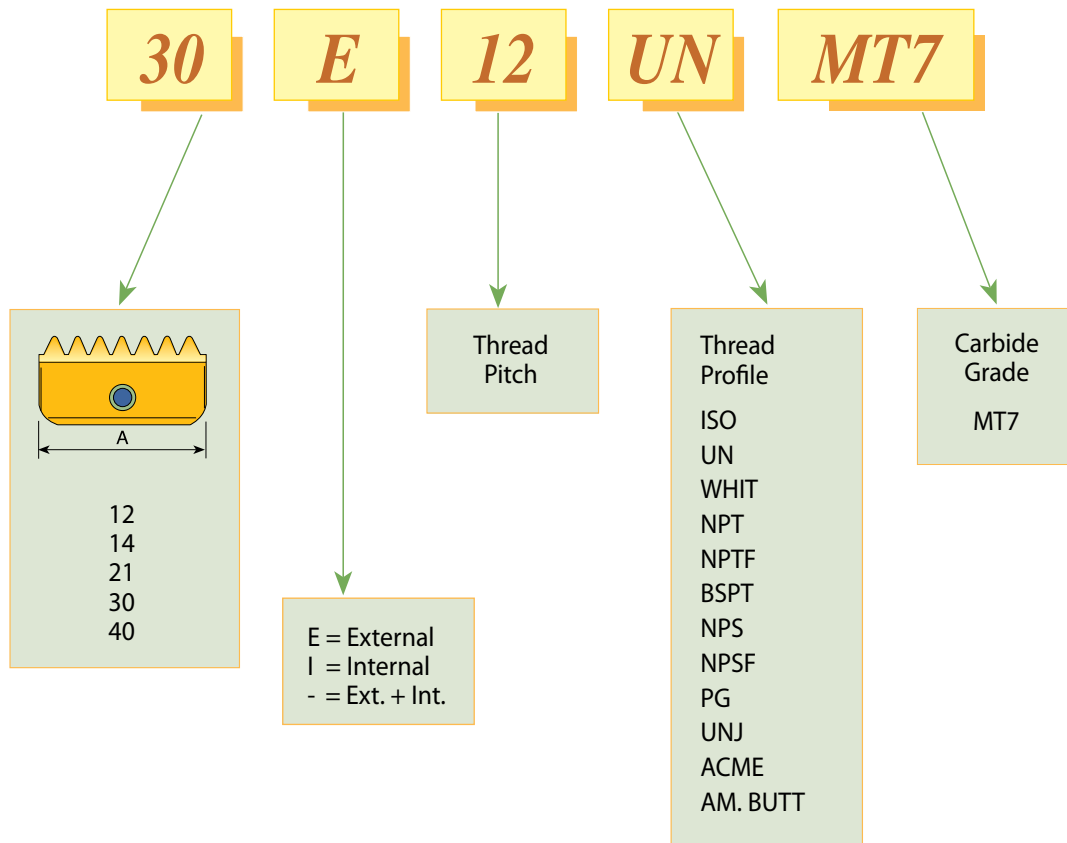 30 E 12 UN MT7
A
12
14
21
30
40
E = External
I = Internal
- = Ext. + Int.
Thread
Pitch
Thread
Profile
ISO
UN
WHIT
NPT
NPTF
BSPT
NPS
NPSF
PG
UNJ
ACME
AM. BUTT
Carbide
Grade
MT7